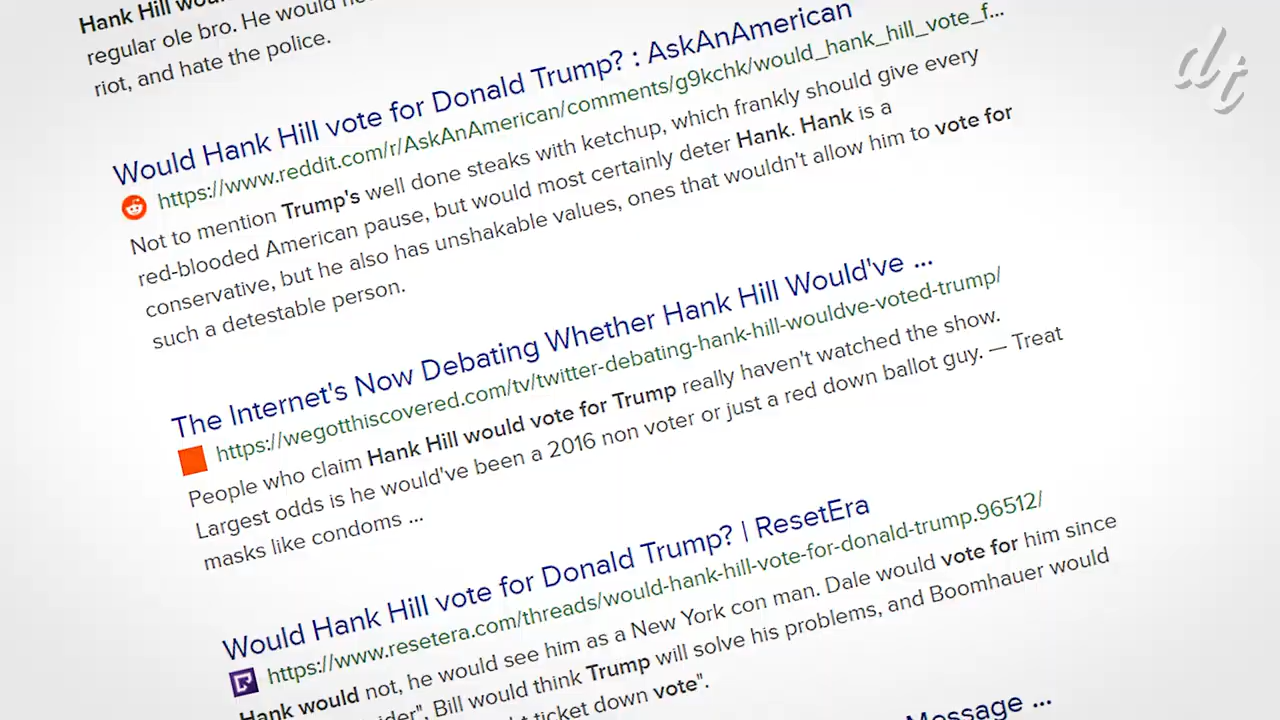 Hank Hill
regular ole bro. He would
riot, and hate the police.
dt
Would Hank Hill vote for Donald Trump? : AskAnAmerican
https://www.reddit.com/r/AskAnAmerican/comments/g9kchk/would_hank_hill_vote_f...
Not to mention Trump's well done steaks with ketchup, which frankly should give every
red-blooded American pause, but would most certainly deter Hank. Hank is a
conservative, but he also has unshakable values, ones that wouldn't allow him to vote for
such a detestable person.
The Internet's Now Debating Whether Hank Hill Would've ...
https://wegotthiscovered.com/tv/twitter-debating-hank-hill-wouldve-voted-trump/
People who claim Hank Hill would vote for Trump really haven't watched the show.
Largest odds is he would've been a 2016 non voter or just a red down ballot guy. — Treat
masks like condoms ...
Would Hank Hill vote for Donald Trump? | ResetEra
https://www.resetera.com/threads/would-hank-hill-vote-for-donald-trump.96512/
Hank would not, he would see him as a New York con man. Dale would vote for him since
Bill would think Trump will solve his problems, and Boomhauer would
ticket down vote".
Message ...